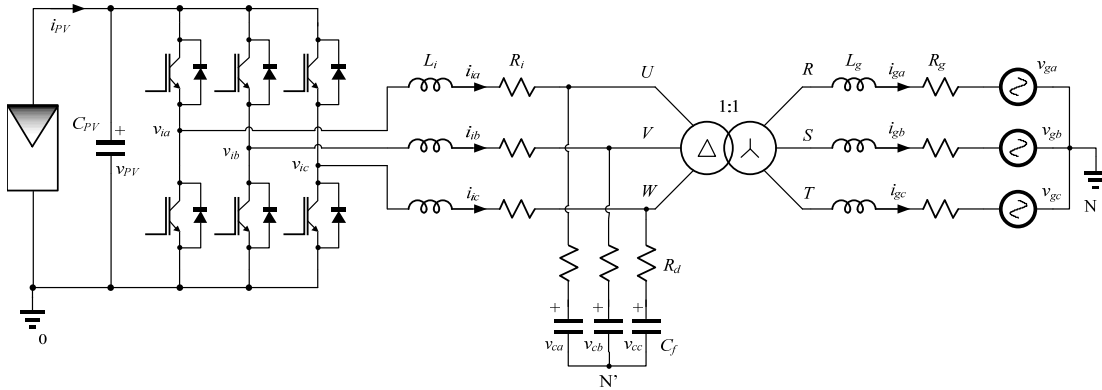 i_PV
C_PV
+
v_PV
0
v_ia
v_ib
v_ic
L_i
i_ia
R_i
i_ib
i_ic
U
V
W
1:1
R
S
T
L_g
i_ga
R_g
v_ga
i_gb
v_gb
i_gc
v_gc
N
R_d
+
+
+
v_ca
v_cb
v_cc
C_f
N'